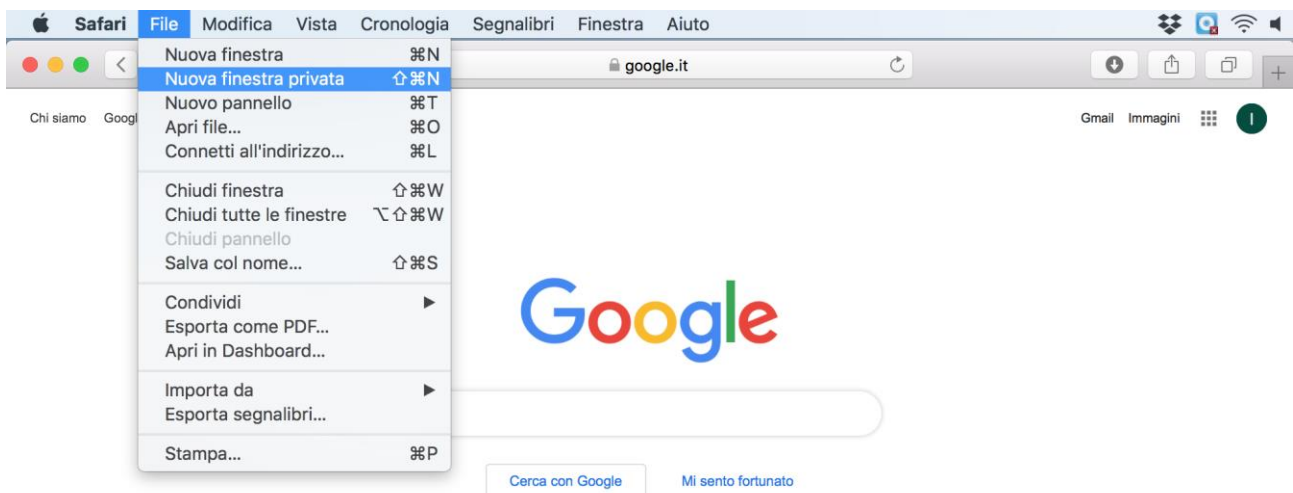 Safari File Modifica Vista Cronologia Segnalibri Finestra Aiuto
google.it
Nuova finestra ⌘N
Nuova finestra privata ⇧⌘N
Nuovo pannello ⌘T
Apri file... ⌘O
Connetti all'indirizzo... ⌘L
Chiudi finestra ⇧⌘W
Chiudi tutte le finestre ⌥⇧⌘W
Chiudi pannello
Salva col nome... ⇧⌘S
Condividi ▶
Esporta come PDF...
Apri in Dashboard...
Importa da ▶
Esporta segnalibri...
Stampa... ⌘P
Chi siamo Googl
Gmail Immagini I
Google
Cerca con Google Mi sento fortunato